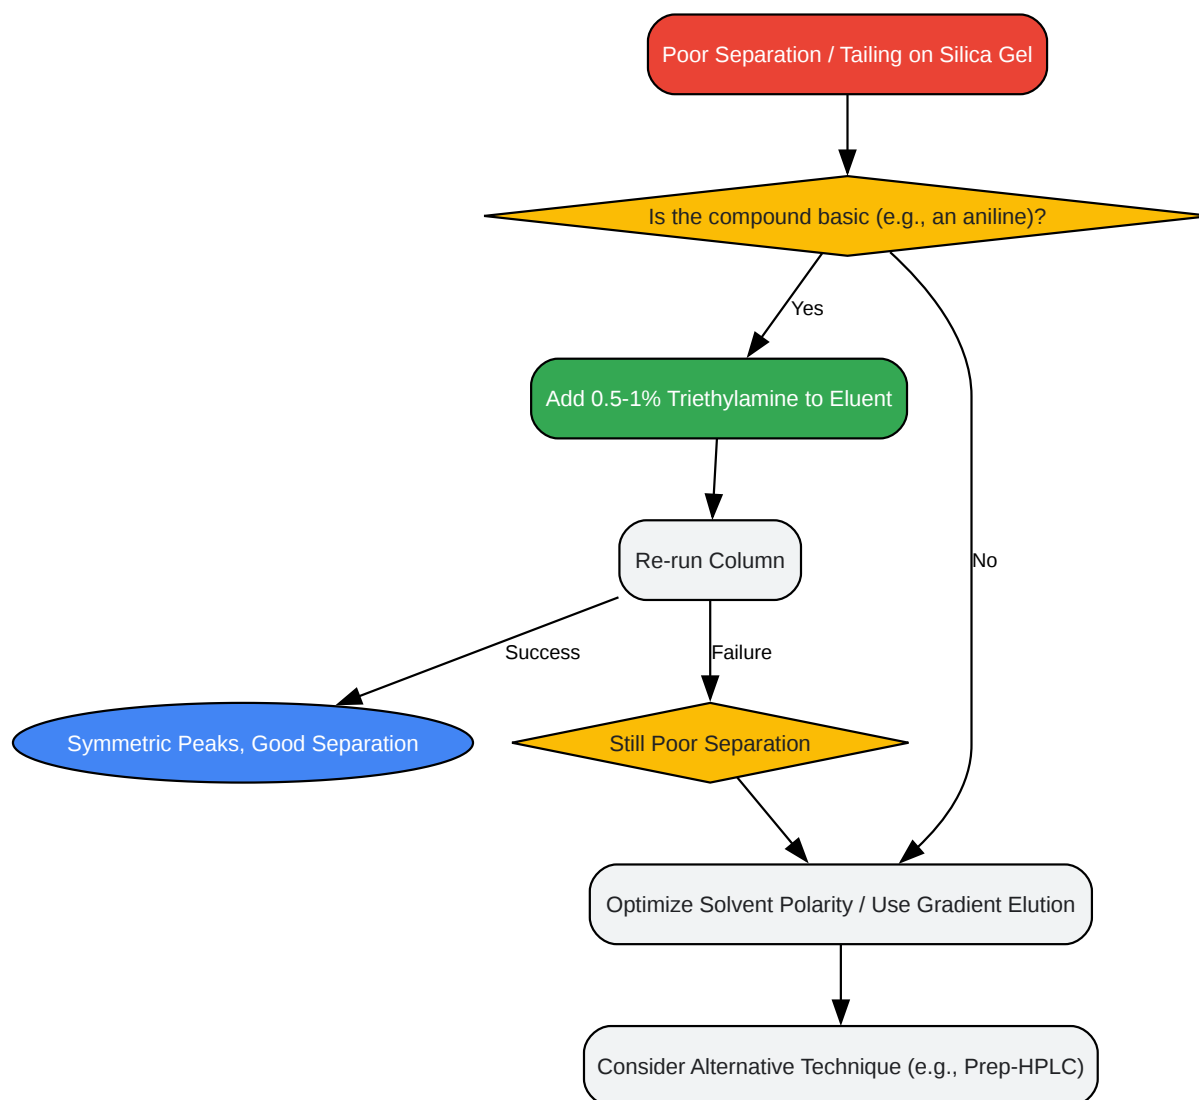 Poor Separation / Tailing on Silica Gel
Is the compound basic (e.g., an aniline)?
Yes
Add 0.5-1% Triethylamine to Eluent
Re-run Column
No
Success
Failure
Symmetric Peaks, Good Separation
Still Poor Separation
Optimize Solvent Polarity / Use Gradient Elution
Consider Alternative Technique (e.g., Prep-HPLC)